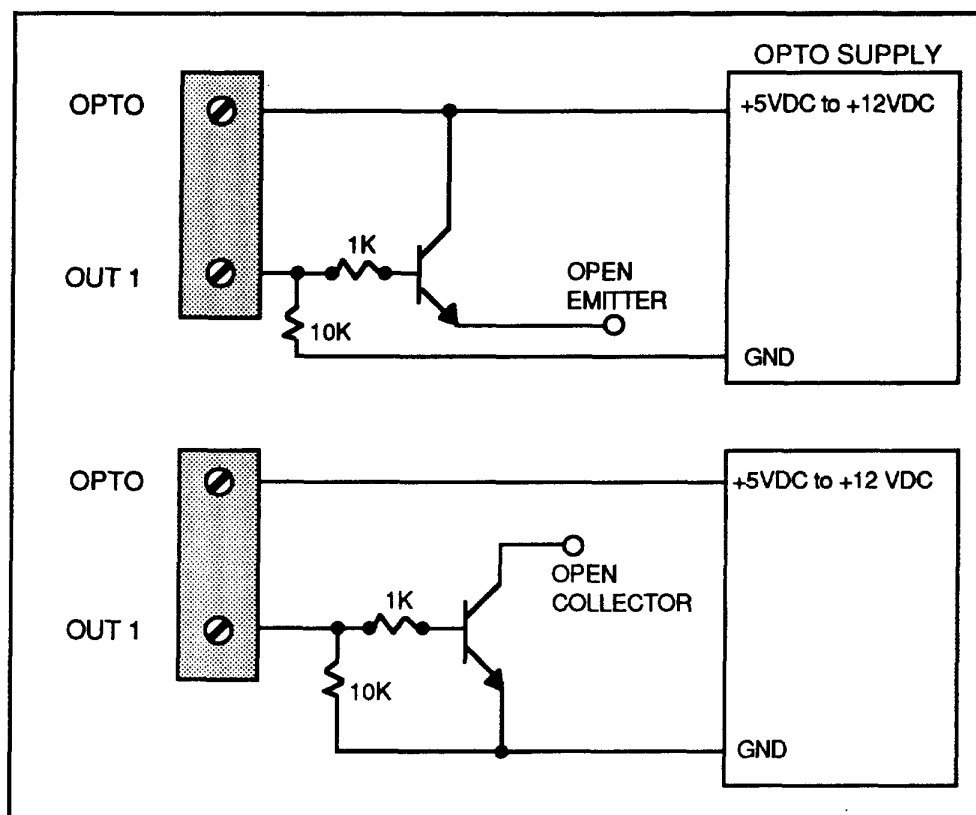 OPTO SUPPLY
OPTO
+5VDC to +12VDC
1K
OUT 1
OPEN
EMITTER
10K
GND
OPTO
+5VDC to +12 VDC
OPEN
COLLECTOR
1K
OUT 1
10K
GND